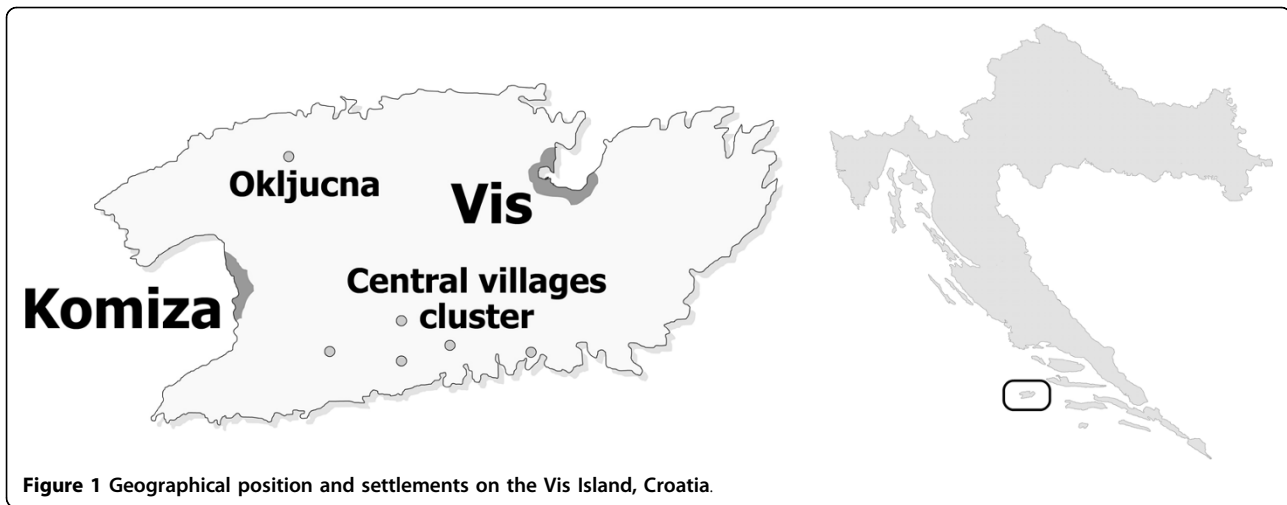 Okljucna
Vis
Central villages
cluster
Komiza
Figure 1 Geographical position and settlements on the Vis Island, Croatia.